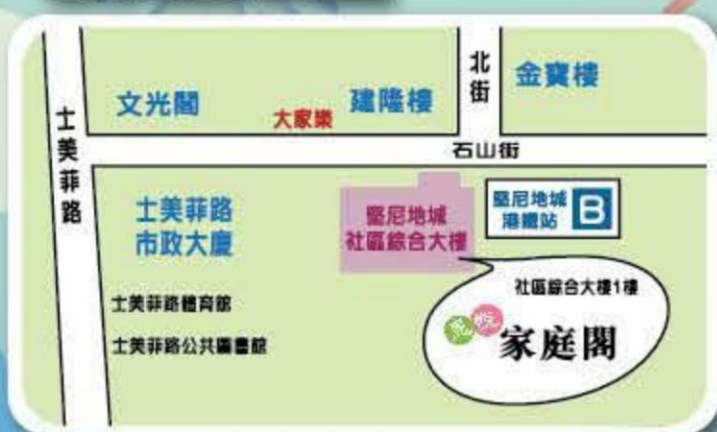 北街
金寶樓
文光閣
建隆樓
大家樂
士美菲路
石山街
士美菲路
市政大廈
堅尼地城
社區綜合大樓
堅尼地城
港鐵站
B
士美菲路體育館
士美菲路公共圖書館
社區綜合大樓1樓
家庭閣